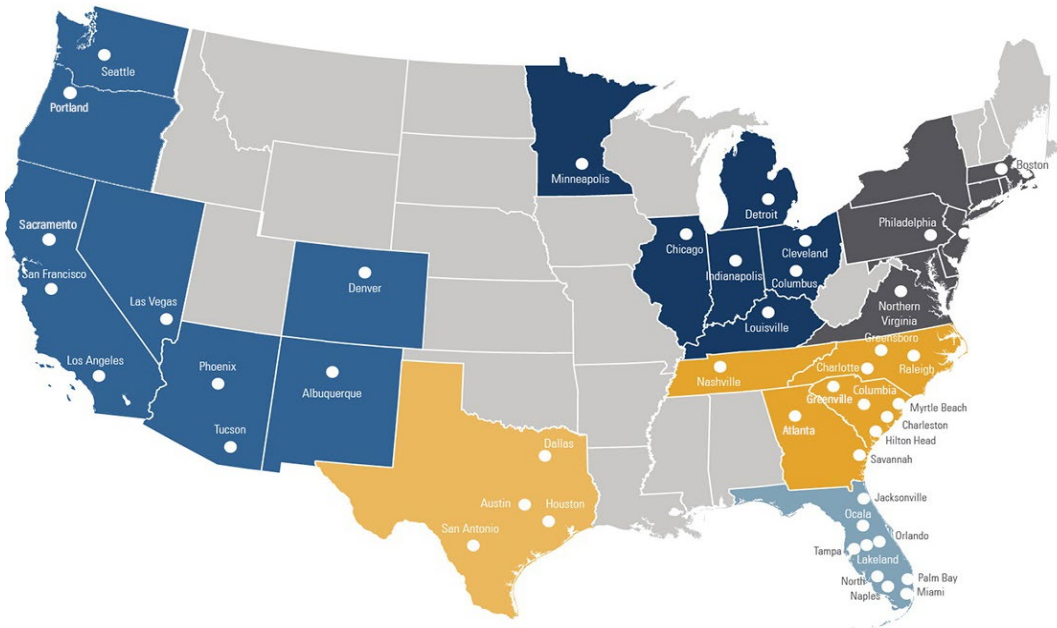 Seattle
Portland
Sacramento
San Francisco
Las Vegas
Los Angeles
Phoenix
Tucson
Denver
Albuquerque
Dallas
Austin
Houston
San Antonio
Minneapolis
Chicago
Detroit
Indianapolis
Cleveland
Columbus
Louisville
Boston
Philadelphia
Northern
Virginia
Nashville
Greensboro
Charlotte
Raleigh
Greenville
Columbia
Atlanta
Myrtle Beach
Charleston
Hilton Head
Savannah
Jacksonville
Ocala
Orlando
Tampa
Lakeland
North
Naples
Palm Bay
Miami